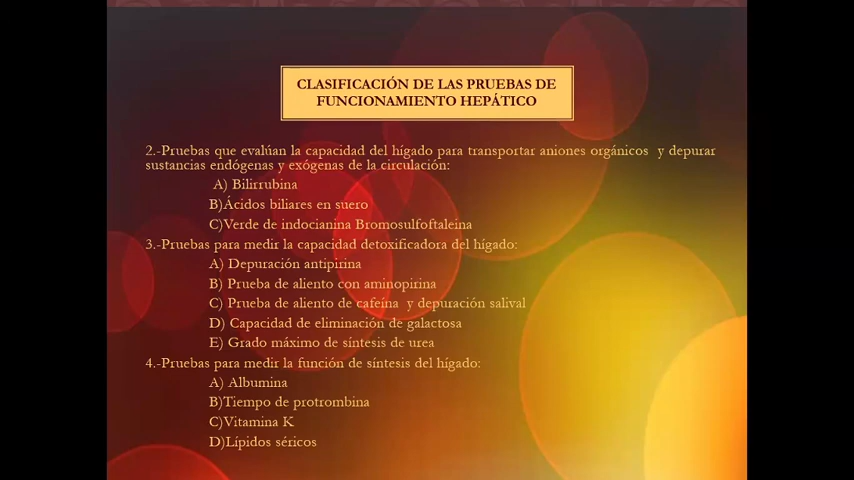 CLASIFICACIÓN DE LAS PRUEBAS DE
FUNCIONAMIENTO HEPÁTICO
2.-Pruebas que evalúan la capacidad del hígado para transportar aniones orgánicos y depurar
sustancias endógenas y exógenas de la circulación:
A) Bilirrubina
B)Ácidos biliares en suero
C)Verde de indocianina Bromosulfoftaleína
3.-Pruebas para medir la capacidad detoxificadora del hígado:
A) Depuración antipirina
B) Prueba de aliento con aminopirina
C) Prueba de aliento de cafeína y depuración salival
D) Capacidad de eliminación de galactosa
E) Grado máximo de síntesis de urea
4.-Pruebas para medir la función de síntesis del hígado:
A) Albumina
B)Tiempo de protrombina
C)Vitamina K
D)Lípidos séricos